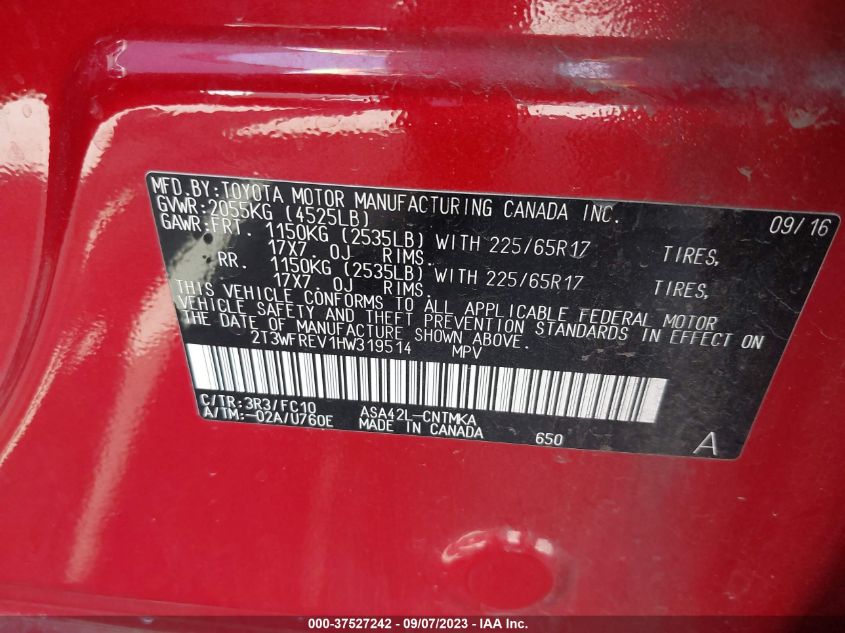 MFD.BY:TOYOTA MOTOR MANUFACTURING CANADA INC. 09/16
GVWR:2055KG (4525LB)
GAWR:FRT. 1150KG (2535LB) WITH 225/65R17 TIRES,
17X7. OJ RIMS.
RR. 1150KG (2535LB) WITH 225/65R17 TIRES,
17X7. OJ RIMS.
THIS VEHICLE CONFORMS TO ALL APPLICABLE FEDERAL MOTOR
VEHICLE SAFETY AND THEFT PREVENTION STANDARDS IN EFFECT ON
THE DATE OF MANUFACTURE SHOWN ABOVE.
2T3WFREV1HW319514 MPV
C/TR:3R3/FC10 ASA42L-CNTMKA
A/TM:-02A/U760E MADE IN CANADA 650 A
000-37527242 - 09/07/2023 - IAA Inc.